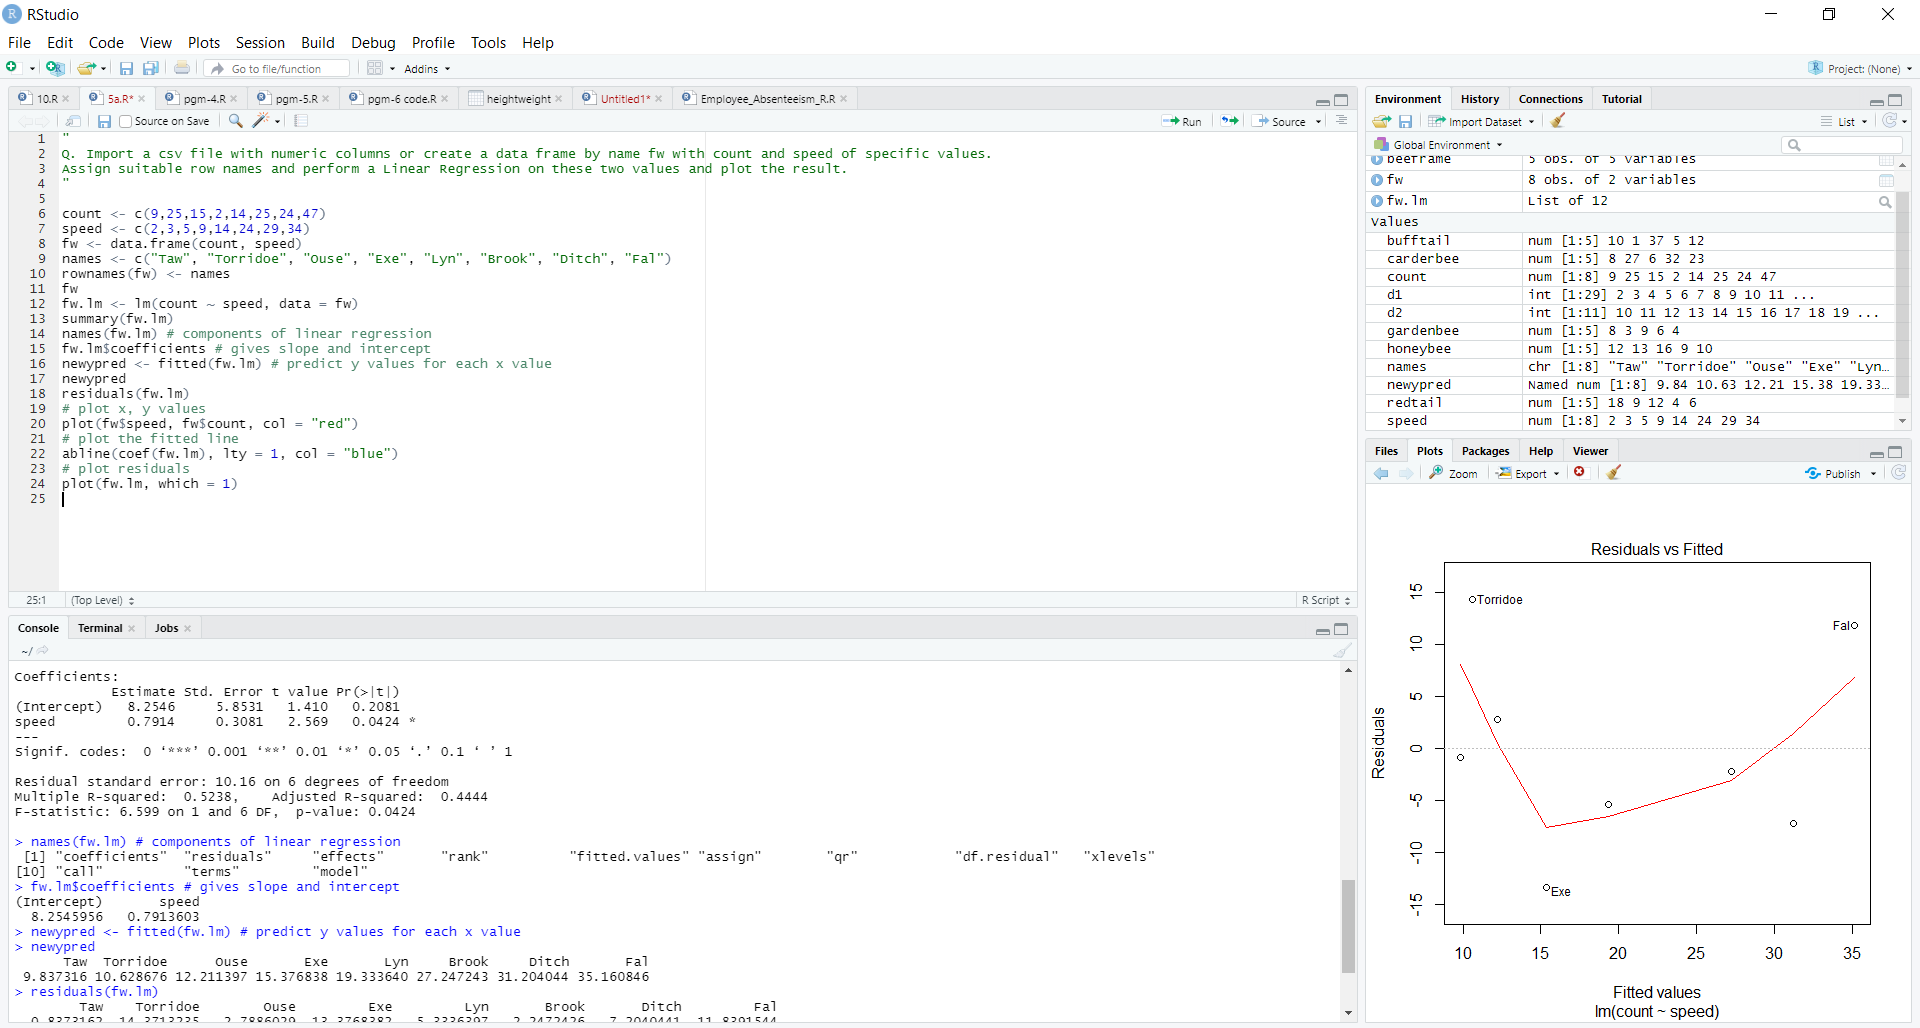 RStudio
File Edit Code View Plots Session Build Debug Profile Tools Help
Go to file/function Addins Project: (None)
10.R 5a.R* pgm-4.R pgm-5.R pgm-6 code.R heightweight Untitled1* Employee_Absenteeism_R.R
Source on Save Run Source
1 "
2 Q. Import a csv file with numeric columns or create a data frame by name fw with count and speed of specific values.
3 Assign suitable row names and perform a Linear Regression on these two values and plot the result.
4 "
5
6 count <- c(9,25,15,2,14,25,24,47)
7 speed <- c(2,3,5,9,14,24,29,34)
8 fw <- data.frame(count, speed)
9 names <- c("Taw", "Torridoe", "Ouse", "Exe", "Lyn", "Brook", "Ditch", "Fal")
10 rownames(fw) <- names
11 fw
12 fw.lm <- lm(count ~ speed, data = fw)
13 summary(fw.lm)
14 names(fw.lm) # components of linear regression
15 fw.lm$coefficients # gives slope and intercept
16 newypred <- fitted(fw.lm) # predict y values for each x value
17 newypred
18 residuals(fw.lm)
19 # plot x, y values
20 plot(fw$speed, fw$count, col = "red")
21 # plot the fitted line
22 abline(coef(fw.lm), lty = 1, col = "blue")
23 # plot residuals
24 plot(fw.lm, which = 1)
25
25:1 (Top Level) R Script
Console Terminal Jobs
~/
Coefficients:
Estimate Std. Error t value Pr(>|t|)
(Intercept) 8.2546 5.8531 1.410 0.2081
speed 0.7914 0.3081 2.569 0.0424 *
---
Signif. codes: 0 ‘***’ 0.001 ‘**’ 0.01 ‘*’ 0.05 ‘.’ 0.1 ‘ ’ 1
Residual standard error: 10.16 on 6 degrees of freedom
Multiple R-squared: 0.5238, Adjusted R-squared: 0.4444
F-statistic: 6.599 on 1 and 6 DF, p-value: 0.0424
> names(fw.lm) # components of linear regression
[1] "coefficients" "residuals" "effects" "rank" "fitted.values" "assign" "qr" "df.residual" "xlevels"
[10] "call" "terms" "model"
> fw.lm$coefficients # gives slope and intercept
(Intercept) speed
8.2545956 0.7913603
> newypred <- fitted(fw.lm) # predict y values for each x value
> newypred
Taw Torridoe Ouse Exe Lyn Brook Ditch Fal
9.837316 10.628676 12.211397 15.376838 19.333640 27.247243 31.204044 35.160846
> residuals(fw.lm)
Taw Torridoe Ouse Exe Lyn Brook Ditch Fal
Environment History Connections Tutorial
Import Dataset List
Global Environment
beeframe 5 obs. of 5 variables
fw 8 obs. of 2 variables
fw.lm List of 12
Values
bufftail num [1:5] 10 1 37 5 12
carderbee num [1:5] 8 27 6 32 23
count num [1:8] 9 25 15 2 14 25 24 47
d1 int [1:29] 2 3 4 5 6 7 8 9 10 11 ...
d2 int [1:11] 10 11 12 13 14 15 16 17 18 19 ...
gardenbee num [1:5] 8 3 9 6 4
honeybee num [1:5] 12 13 16 9 10
names chr [1:8] "Taw" "Torridoe" "Ouse" "Exe" "Lyn…
newypred Named num [1:8] 9.84 10.63 12.21 15.38 19.33…
redtail num [1:5] 18 9 12 4 6
speed num [1:8] 2 3 5 9 14 24 29 34
Files Plots Packages Help Viewer
Zoom Export Publish
Residuals vs Fitted
Residuals
15
10
5
0
-5
-10
-15
Torridoe
Fal
Exe
10 15 20 25 30 35
Fitted values
lm(count ~ speed)